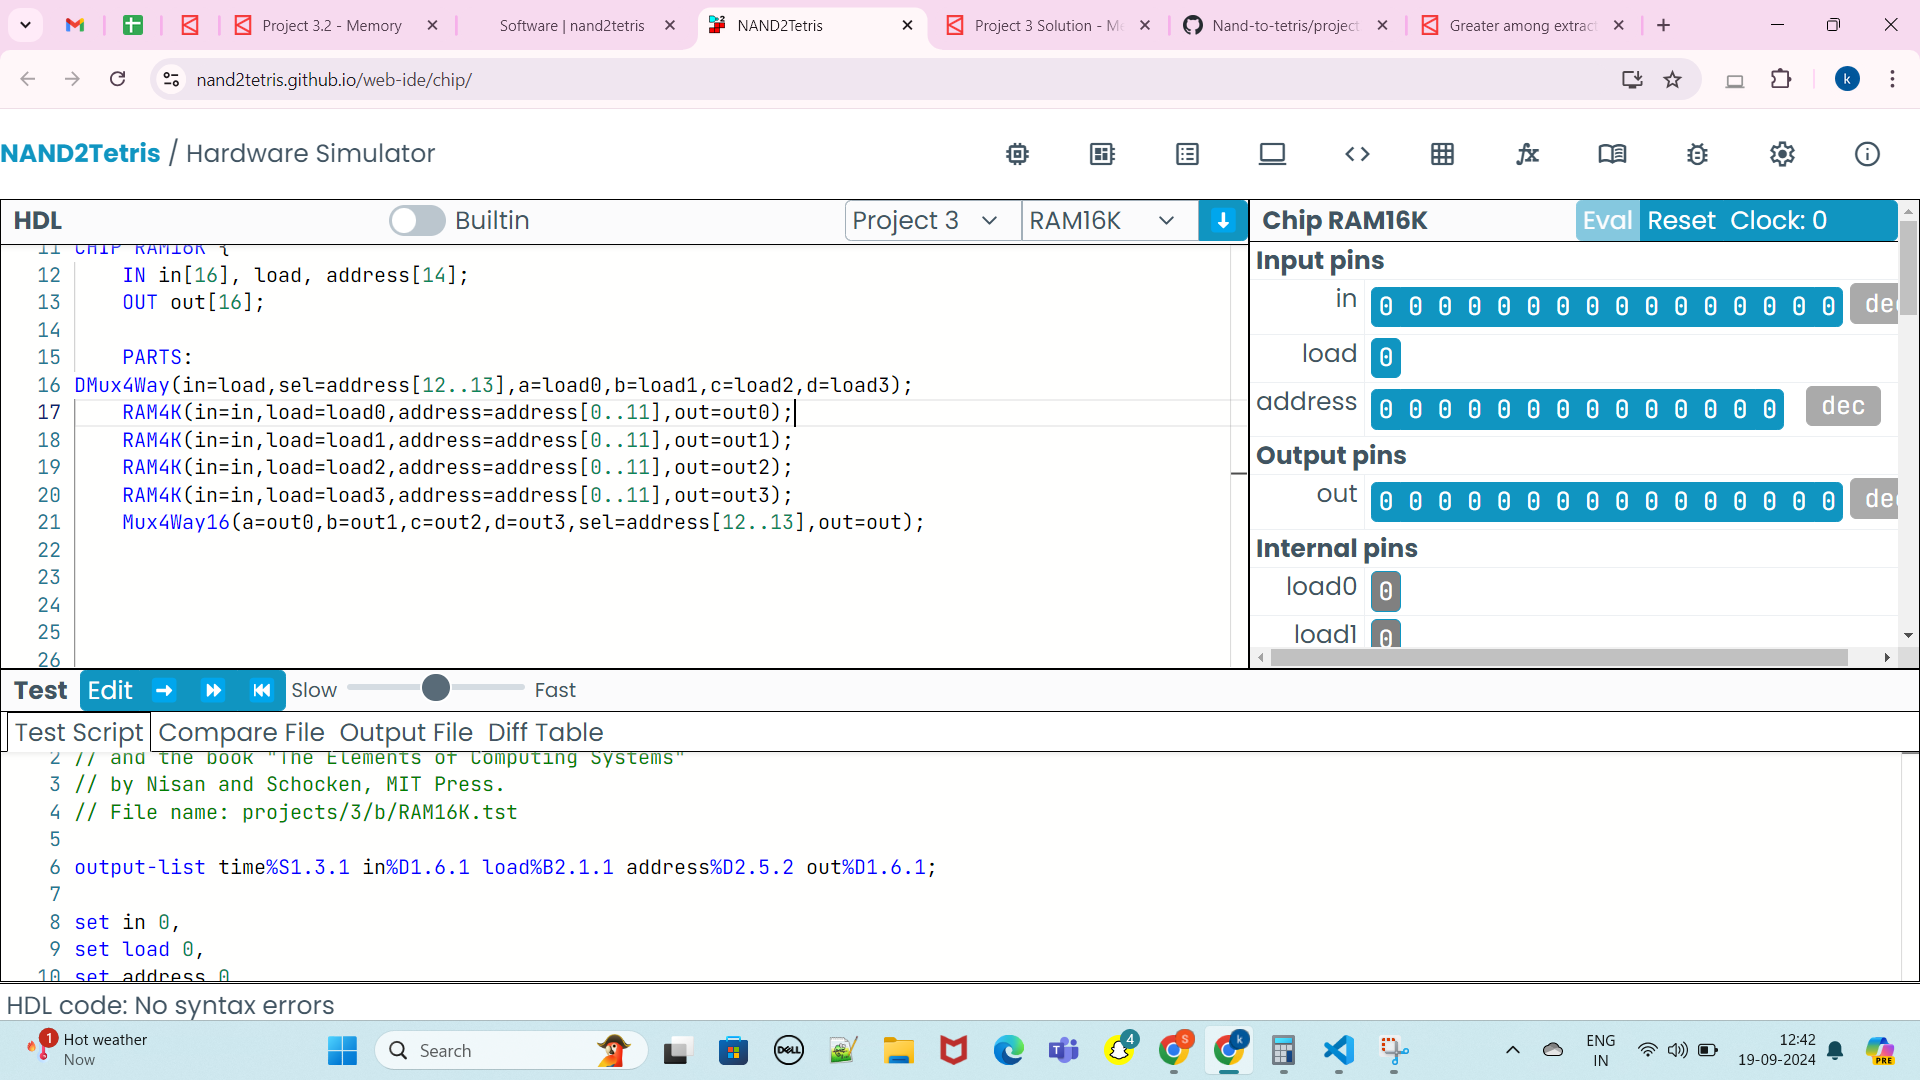 Project 3.2 - Memory
Software | nand2tetris
NAND2Tetris
Project 3 Solution - Me
Nand-to-tetris/project
Greater among extrac
nand2tetris.github.io/web-ide/chip/
k
NAND2Tetris / Hardware Simulator
HDL
Builtin
Project 3
RAM16K
Chip RAM16K
Eval
Reset
Clock: 0
11 CHIP RAM16K {
12 IN in[16], load, address[14];
13 OUT out[16];
14
15 PARTS:
16 DMux4Way(in=load,sel=address[12..13],a=load0,b=load1,c=load2,d=load3);
17 RAM4K(in=in,load=load0,address=address[0..11],out=out0);
18 RAM4K(in=in,load=load1,address=address[0..11],out=out1);
19 RAM4K(in=in,load=load2,address=address[0..11],out=out2);
20 RAM4K(in=in,load=load3,address=address[0..11],out=out3);
21 Mux4Way16(a=out0,b=out1,c=out2,d=out3,sel=address[12..13],out=out);
22
23
24
25
26
Input pins
in 0 0 0 0 0 0 0 0 0 0 0 0 0 0 0 0 dec
load 0
address 0 0 0 0 0 0 0 0 0 0 0 0 0 0 dec
Output pins
out 0 0 0 0 0 0 0 0 0 0 0 0 0 0 0 0 dec
Internal pins
load0 0
load1 0
Test
Edit
Slow
Fast
Test Script
Compare File
Output File
Diff Table
2 // and the book "The Elements of Computing Systems"
3 // by Nisan and Schocken, MIT Press.
4 // File name: projects/3/b/RAM16K.tst
5
6 output-list time%S1.3.1 in%D1.6.1 load%B2.1.1 address%D2.5.2 out%D1.6.1;
7
8 set in 0,
9 set load 0,
10 set address 0
HDL code: No syntax errors
1
Hot weather
Now
Search
DELL
4
S
k
ENG
IN
12:42
19-09-2024
PRE